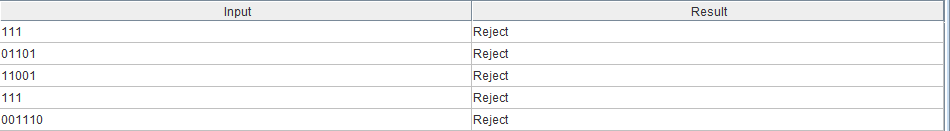 Input Result
111 Reject
01101 Reject
11001 Reject
111 Reject
001110 Reject